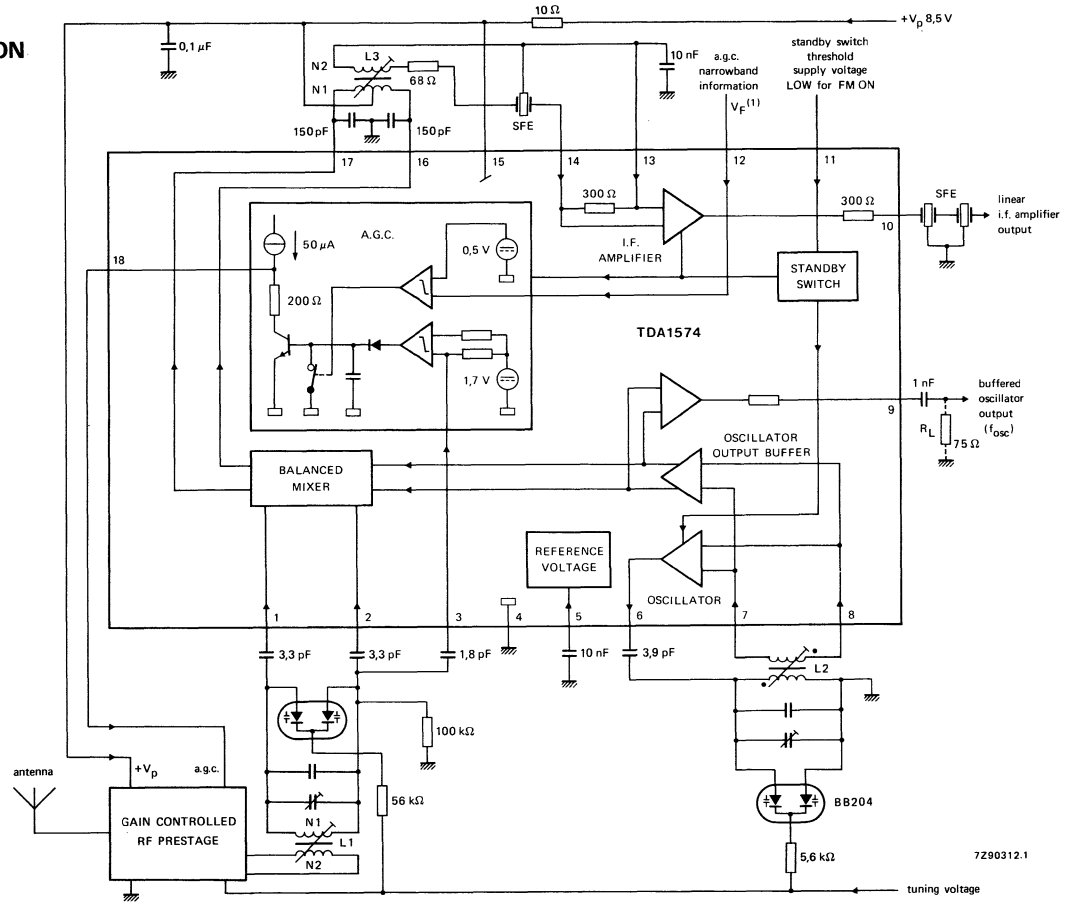 ON
10 Ω
+Vp 8,5 V
0,1 µF
N2
L3
N1
68 Ω
10 nF
a.g.c.
narrowband
information
VF(1)
standby switch
threshold
supply voltage
LOW for FM ON
150 pF
150 pF
SFE
17
16
15
14
13
12
11
300 Ω
I.F.
AMPLIFIER
300 Ω
10
SFE
linear
i.f. amplifier
output
18
50 µA
A.G.C.
0,5 V
200 Ω
1,7 V
STANDBY
SWITCH
TDA1574
1 nF
9
buffered
oscillator
output
(fosc)
RL
75 Ω
OSCILLATOR
OUTPUT BUFFER
BALANCED
MIXER
REFERENCE
VOLTAGE
OSCILLATOR
1
2
3
4
5
6
7
8
3,3 pF
3,3 pF
1,8 pF
10 nF
3,9 pF
L2
100 kΩ
56 kΩ
N1
L1
N2
BB204
5,6 kΩ
antenna
+Vp
a.g.c.
GAIN CONTROLLED
RF PRESTAGE
tuning voltage
7Z90312.1